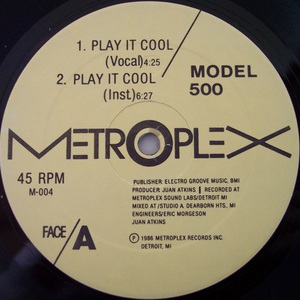 1. PLAY IT COOL
(Vocal)4:25
2. PLAY IT COOL
(Inst)6:27
MODEL
500
METROPLEX
45 RPM
M-004
PUBLISHER: ELECTRO GROOVE MUSIC, BMI
PRODUCER: JUAN ATKINS | RECORDED AT
METROPLEX SOUND LABS/DETROIT MI
MIXED AT/STUDIO A, DEARBORN HTS, MI
ENGINEERS/ERIC MORGESON
JUAN ATKINS
FACE/A
Ⓟ 1986 METROPLEX RECORDS INC.
DETROIT, MI